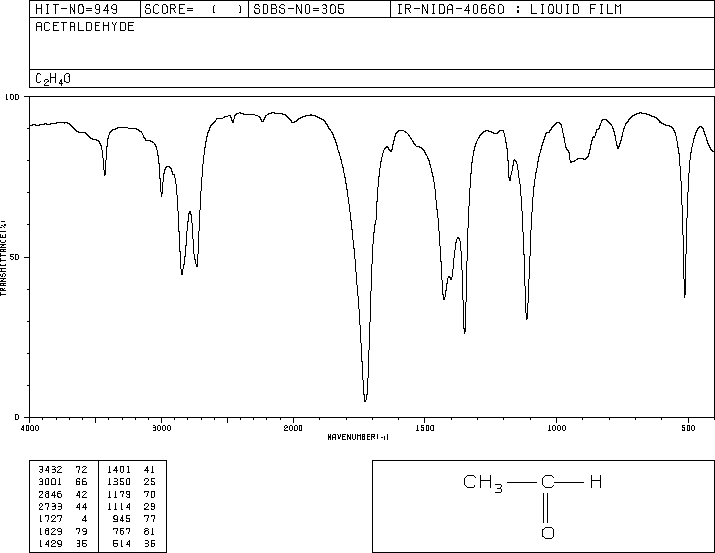 HIT-NO=949 SCORE= ( ) SDBS-NO=305 IR-NIDA-40660 : LIQUID FILM
ACETALDEHYDE
C2H4O
100
50
0
TRANSMITTANCE(%)
4000 3000 2000 1500 1000 500
WAVENUMBER(-1)
3432 72 1401 41
3001 66 1350 25
2846 42 1179 70
2733 44 1114 29
1727 4 945 77
1629 79 767 81
1429 35 514 36
CH3 C H
O